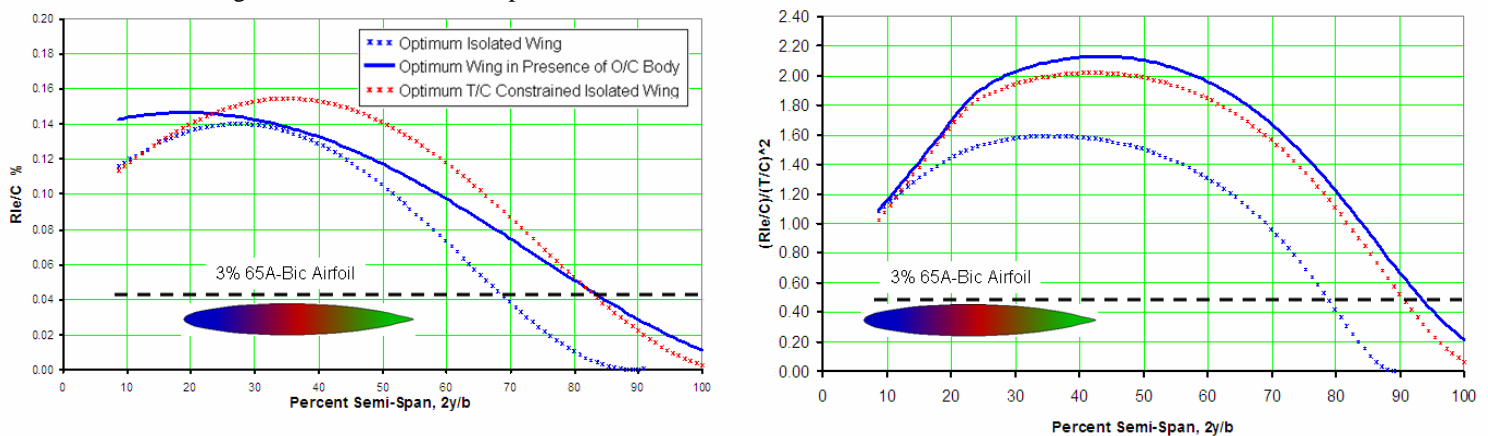 0.20
0.18
0.16
0.14
0.12
0.10
0.08
0.06
0.04
0.02
0.00
Rle/C %
Optimum Isolated Wing
Optimum Wing in Presence of O/C Body
Optimum T/C Constrained Isolated Wing
3% 65A-Bic Airfoil
0 10 20 30 40 50 60 70 80 90 100
Percent Semi-Span, 2y/b
2.40
2.20
2.00
1.80
1.60
1.40
1.20
1.00
0.80
0.60
0.40
0.20
0.00
(Rle/C)/(T/C)^2
3% 65A-Bic Airfoil
0 10 20 30 40 50 60 70 80 90 100
Percent Semi-Span, 2y/b